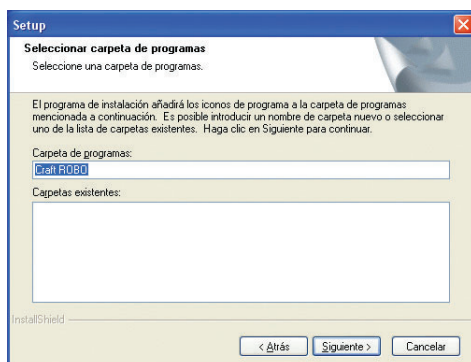 Setup
Seleccionar carpeta de programas
Seleccione una carpeta de programas.
El programa de instalación añadirá los iconos de programa a la carpeta de programas
mencionada a continuación. Es posible introducir un nombre de carpeta nuevo o seleccionar
uno de la lista de carpetas existentes. Haga clic en Siguiente para continuar.
Carpeta de programas:
Craft ROBO
Carpetas existentes:
InstallShield
< Atrás Siguiente > Cancelar